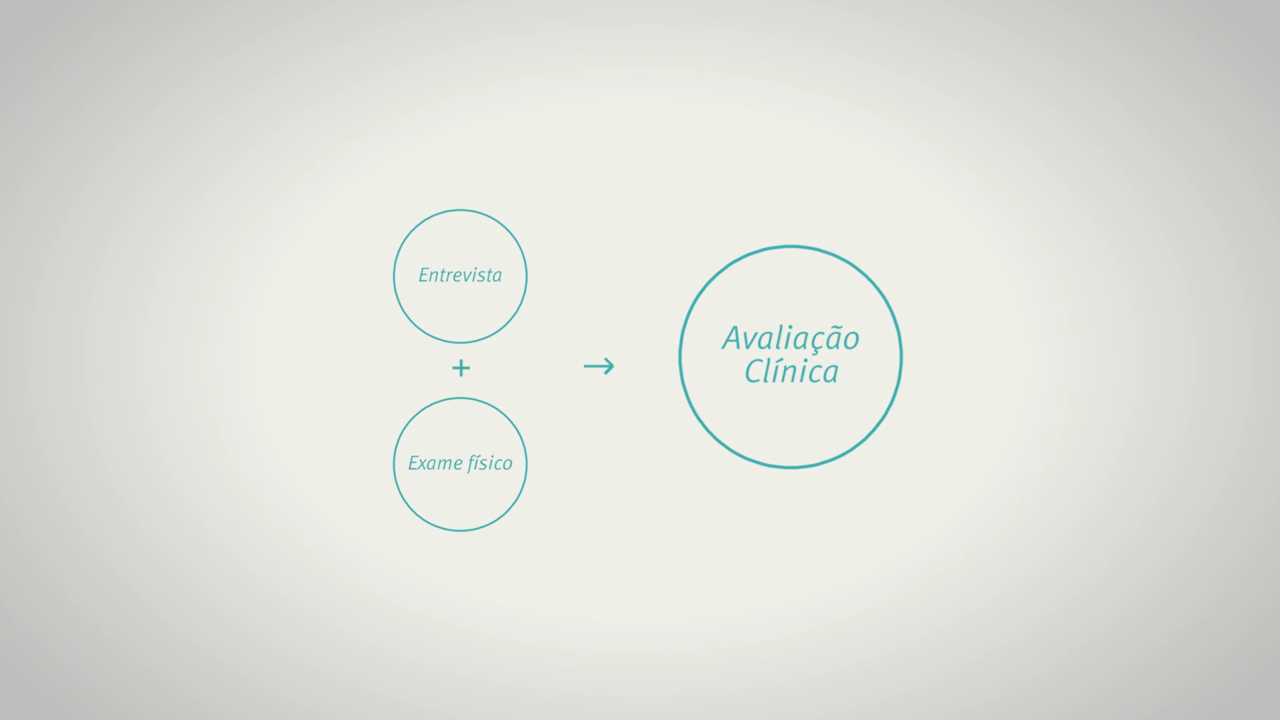 Entrevista
+
Exame físico
→
Avaliação
Clínica